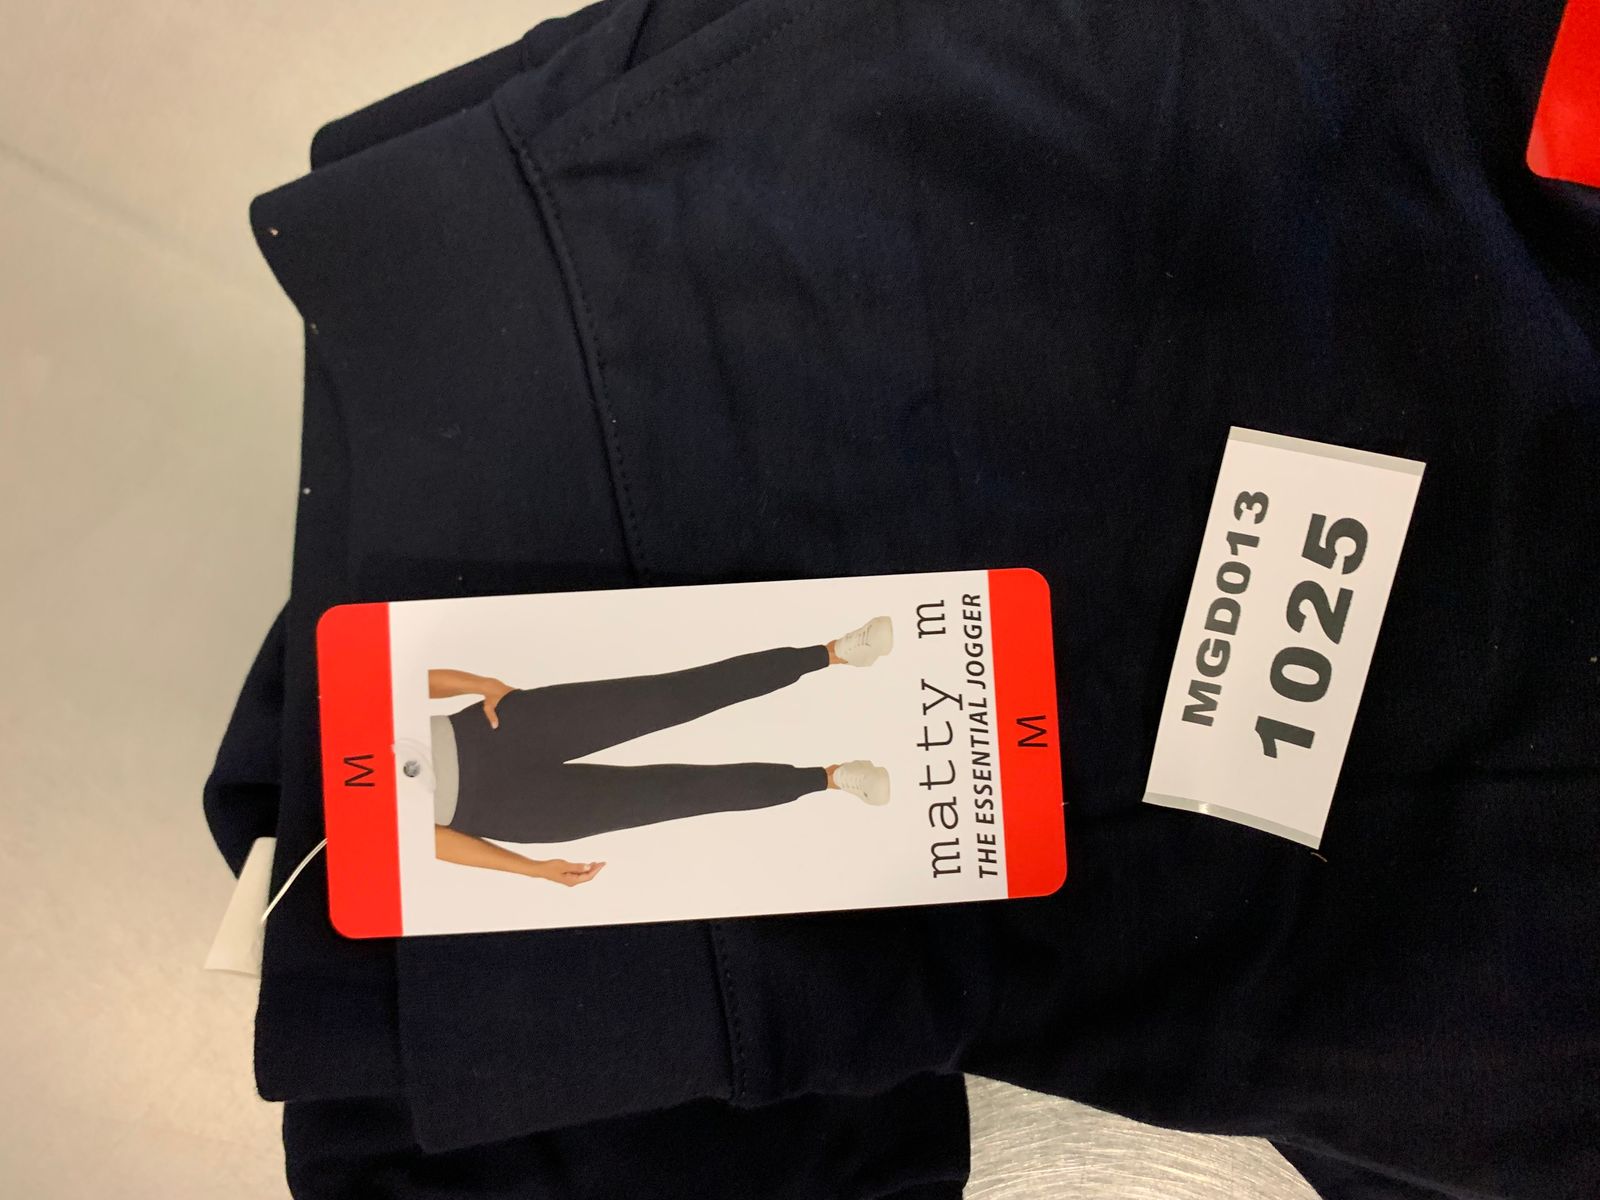 M
matty m
THE ESSENTIAL JOGGER
M
MGD013
1025